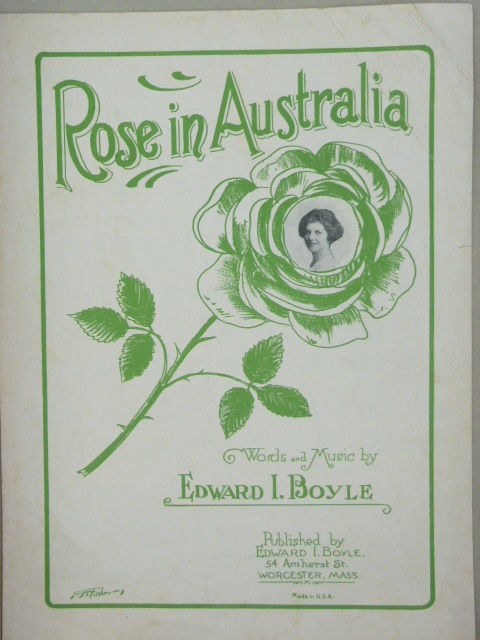 Rose in Australia
Words and Music by
EDWARD I. BOYLE
Published by
EDWARD I. BOYLE,
54 Amherst St.
WORCESTER, MASS.
Made in U.S.A.